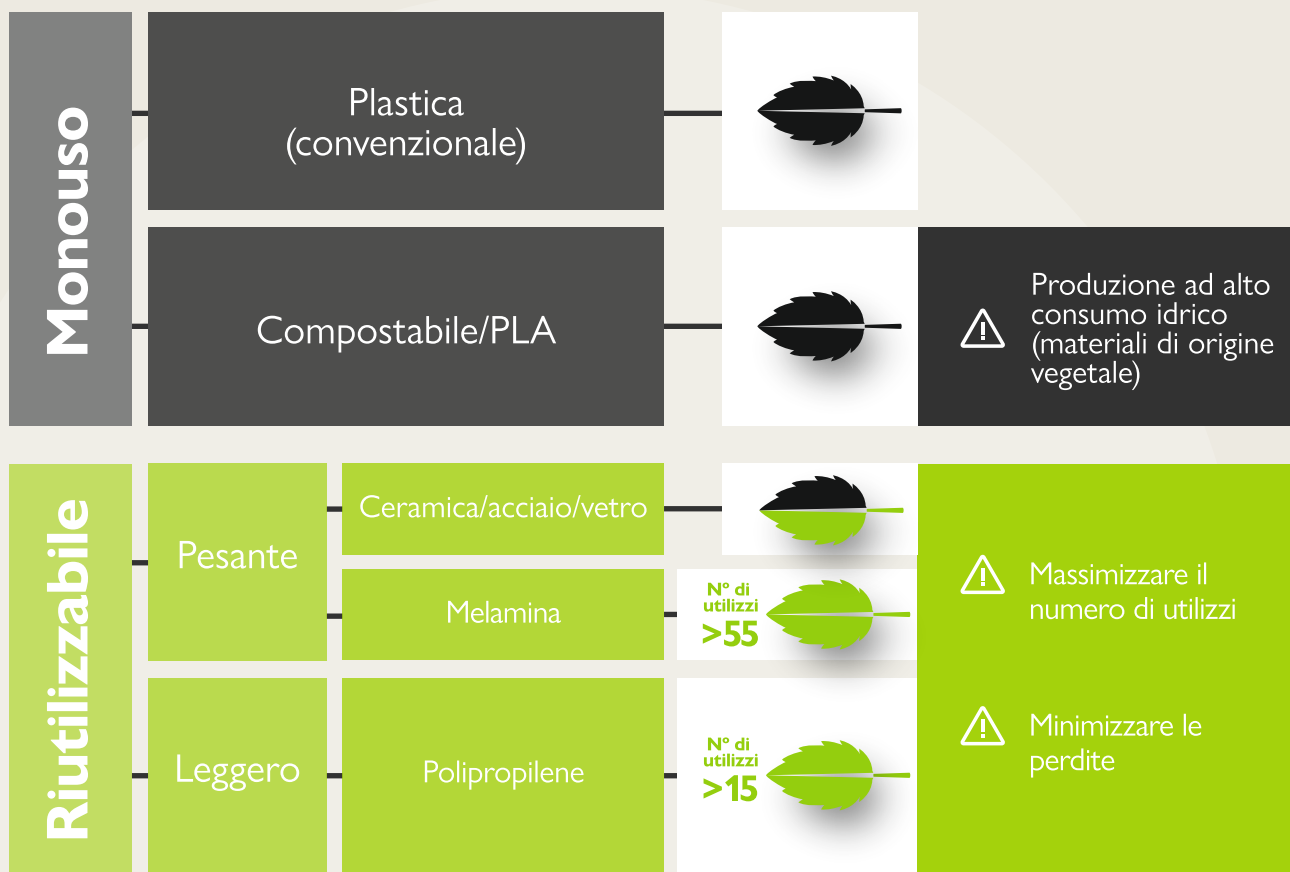 Monouso
Plastica
(convenzionale)
Compostabile/PLA
Produzione ad alto
consumo idrico
(materiali di origine
vegetale)
Riutilizzabile
Pesante
Ceramica/acciaio/vetro
Melamina
N° di
utilizzi
>55
Leggero
Polipropilene
N° di
utilizzi
>15
Massimizzare il
numero di utilizzi
Minimizzare le
perdite